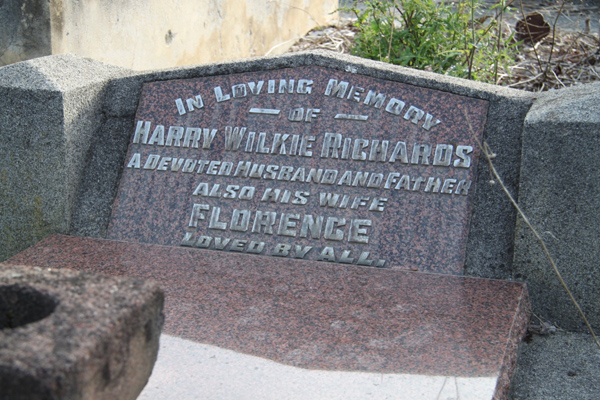 IN LOVING MEMORY
— OF —
HARRY WILKIE RICHARDS
A DEVOTED HUSBAND AND FATHER
ALSO HIS WIFE
FLORENCE
LOVED BY ALL.